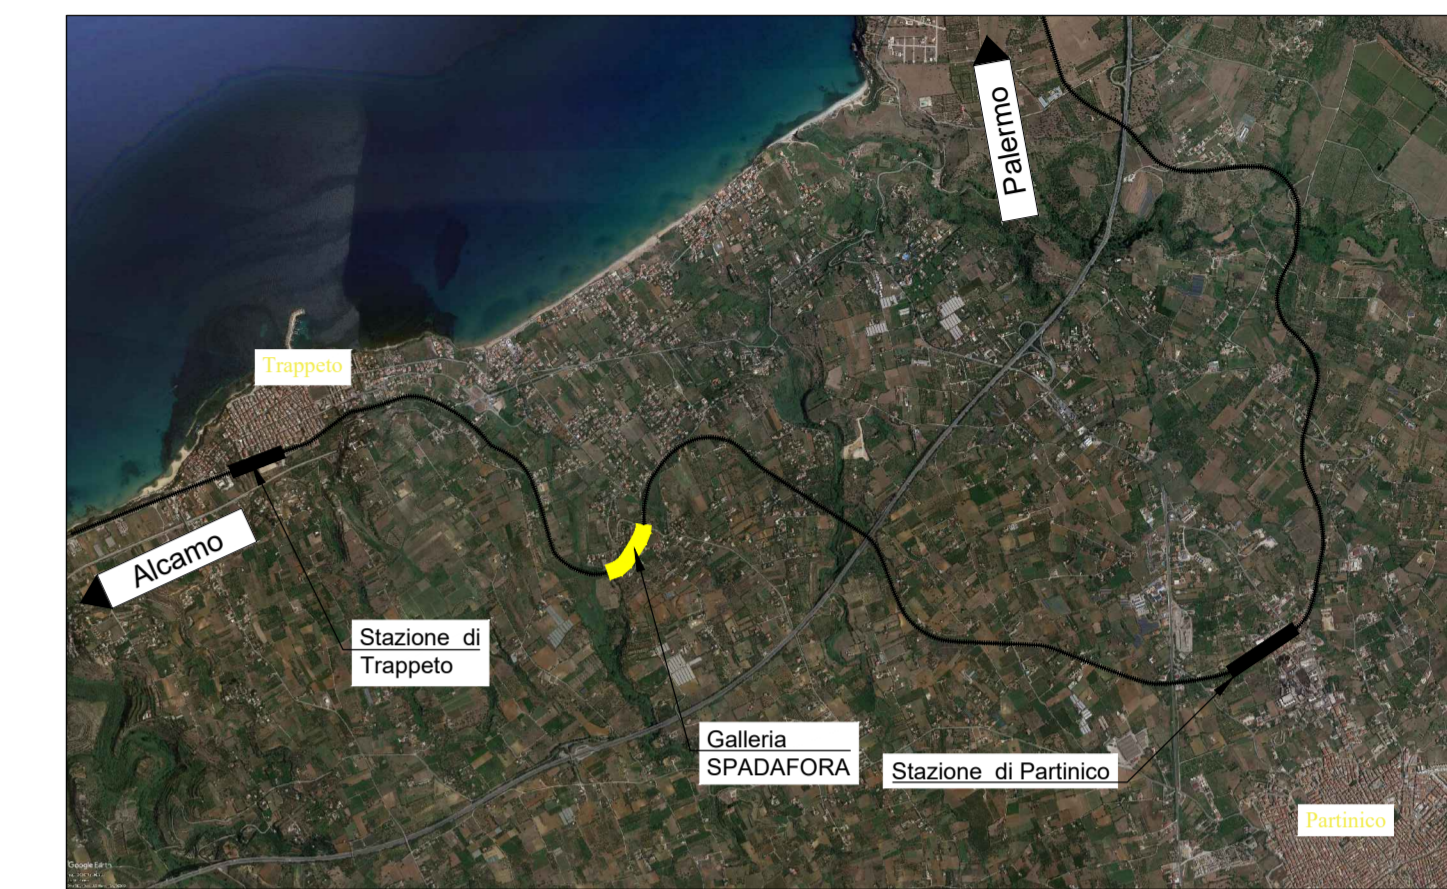 Palermo
Trappeto
Alcamo
Stazione di
Trappeto
Galleria
SPADAFORA
Stazione di Partinico
Partinico
Google Earth